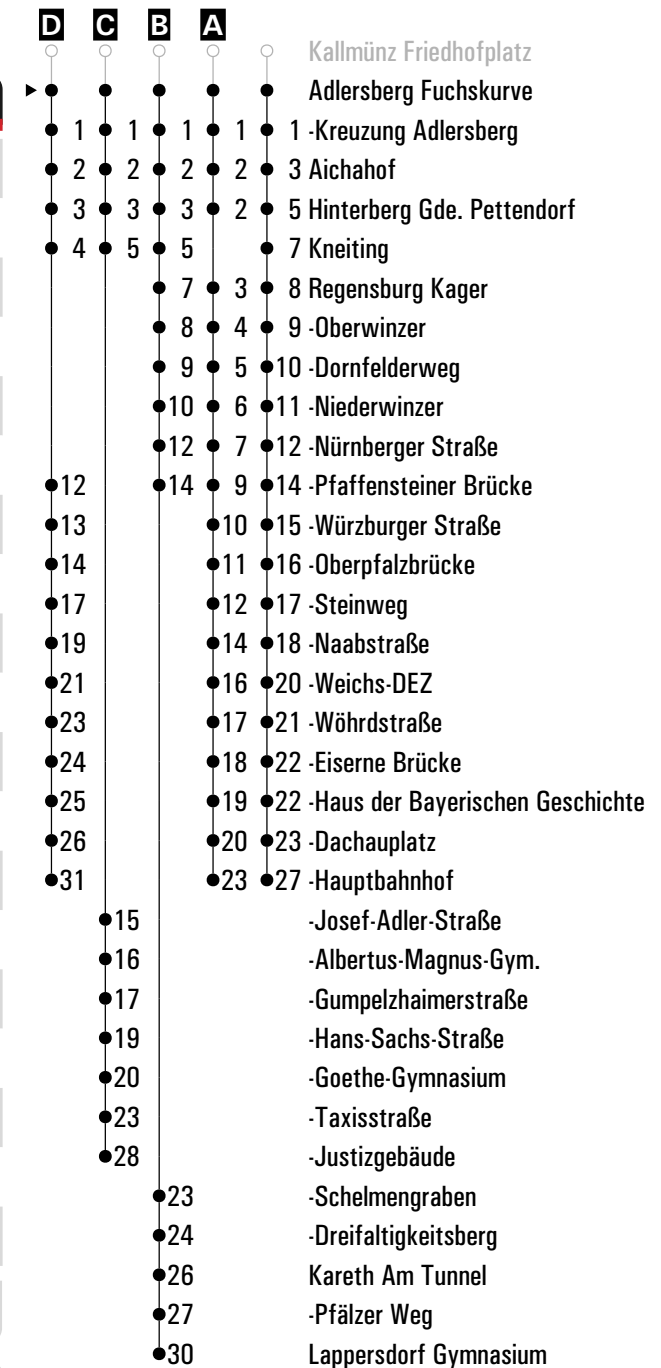 D C B A
Kallmünz Friedhofplatz
Adlersberg Fuchskurve
1 1 1 1 1 -Kreuzung Adlersberg
2 2 2 2 3 Aichahof
3 3 3 2 5 Hinterberg Gde. Pettendorf
4 5 5 7 Kneiting
7 3 8 Regensburg Kager
8 4 9 -Oberwinzer
9 5 10 -Dornfelderweg
10 6 11 -Niederwinzer
12 7 12 -Nürnberger Straße
12 14 9 14 -Pfaffensteiner Brücke
13 10 15 -Würzburger Straße
14 11 16 -Oberpfalzbrücke
17 12 17 -Steinweg
19 14 18 -Naabstraße
21 16 20 -Weichs-DEZ
23 17 21 -Wöhrdstraße
24 18 22 -Eiserne Brücke
25 19 22 -Haus der Bayerischen Geschichte
26 20 23 -Dachauplatz
31 23 27 -Hauptbahnhof
15 -Josef-Adler-Straße
16 -Albertus-Magnus-Gym.
17 -Gumpelzhaimerstraße
19 -Hans-Sachs-Straße
20 -Goethe-Gymnasium
23 -Taxisstraße
28 -Justizgebäude
23 -Schelmengraben
24 -Dreifaltigkeitsberg
26 Kareth Am Tunnel
27 -Pfälzer Weg
30 Lappersdorf Gymnasium